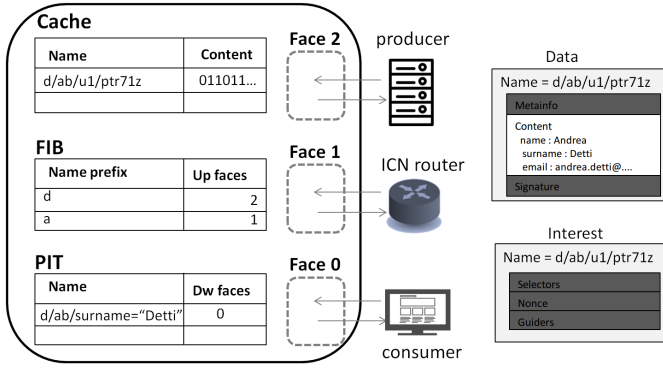 Cache
Name Content
d/ab/u1/ptr71z 011011...
FIB
Name prefix Up faces
d 2
a 1
PIT
Name Dw faces
d/ab/surname=“Detti” 0
Face 2
Face 1
Face 0
producer
ICN router
consumer
Data
Name = d/ab/u1/ptr71z
Metainfo
Content
name : Andrea
surname : Detti
email : andrea.detti@....
Signature
Interest
Name = d/ab/u1/ptr71z
Selectors
Nonce
Guiders